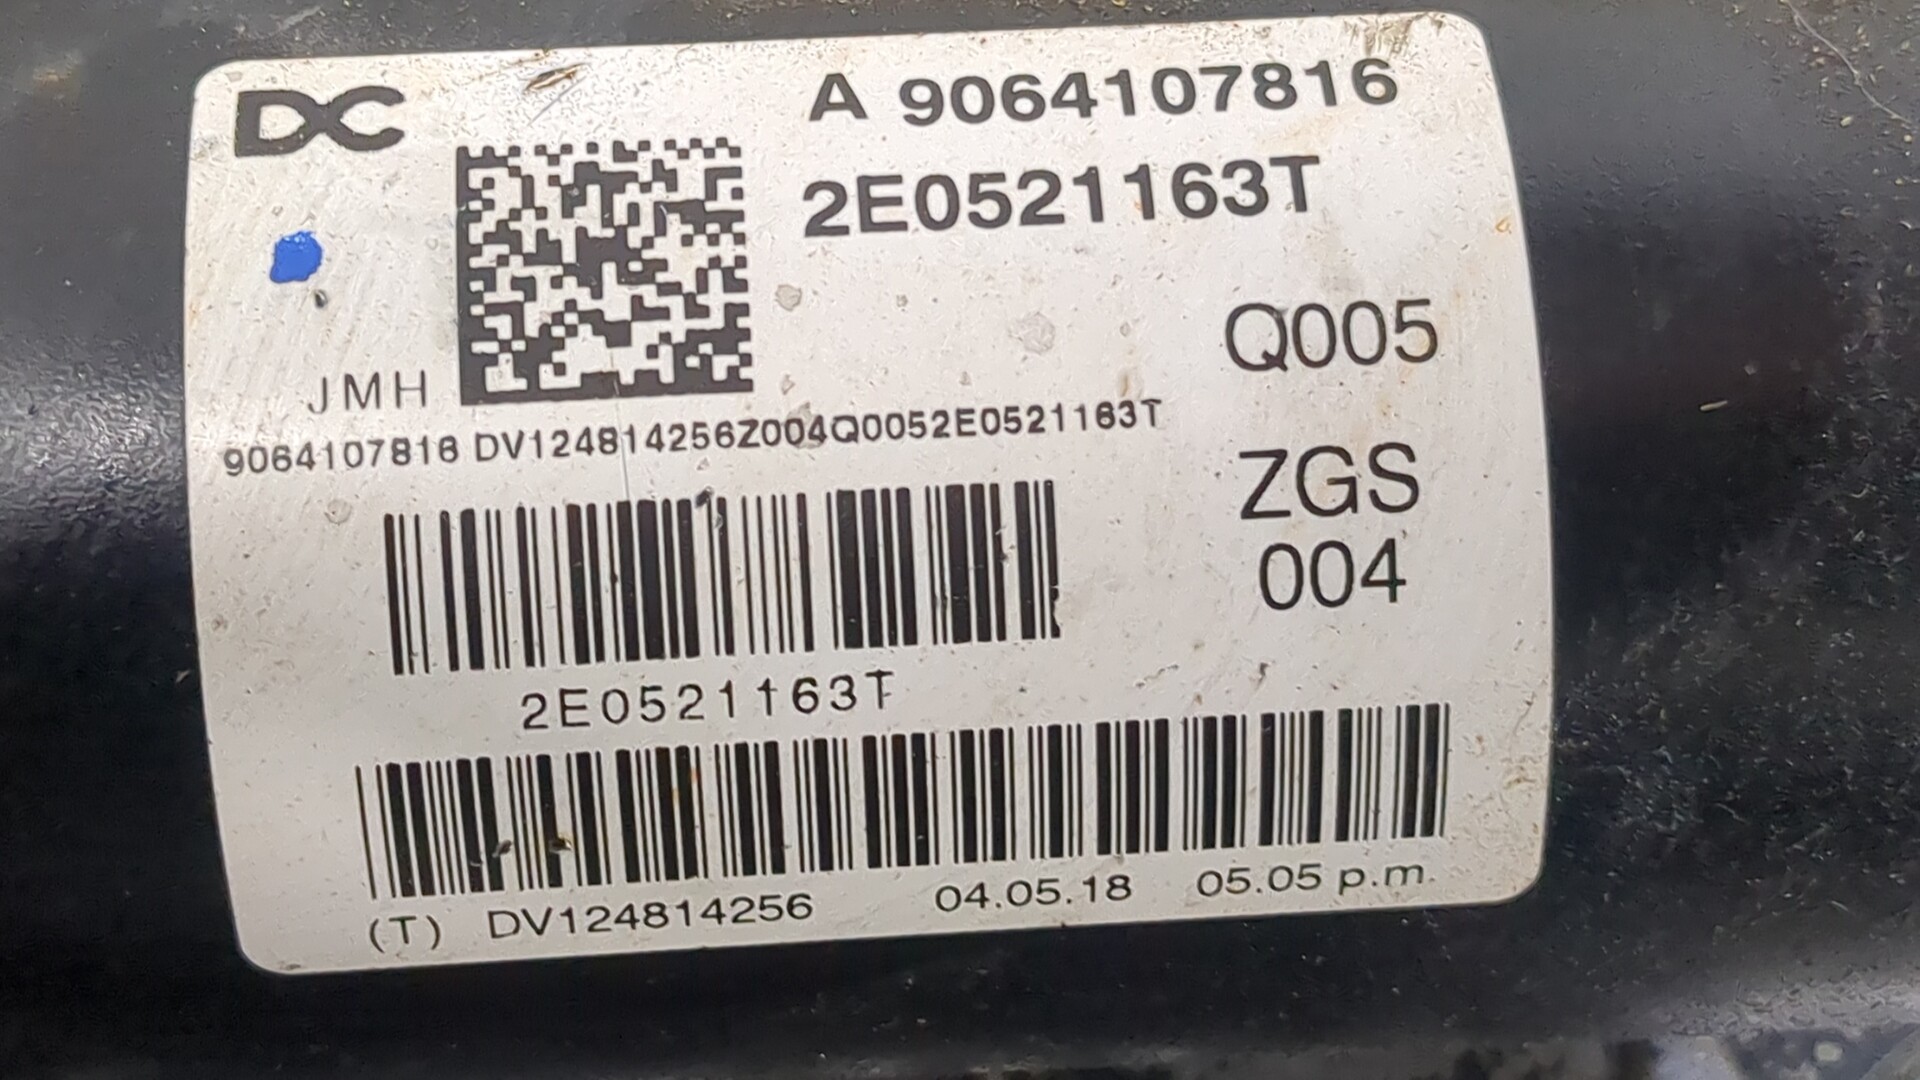 DC
A 9064107816
2E0521163T
Q005
JMH
9064107816 DV124814256Z004Q0052E0521163T
ZGS
004
2E0521163T
(T) DV124814256 04.05.18 05.05 p.m.